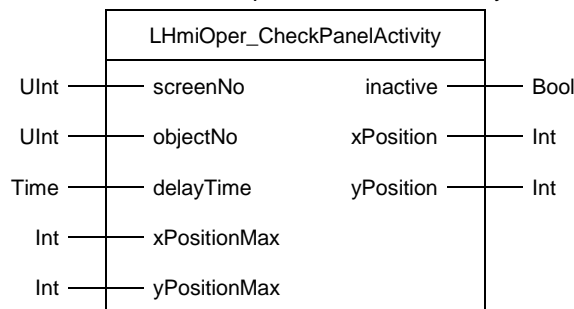 LHmiOper_CheckPanelActivity
UInt screenNo inactive Bool
UInt objectNo xPosition Int
Time delayTime yPosition Int
Int xPositionMax
Int yPositionMax